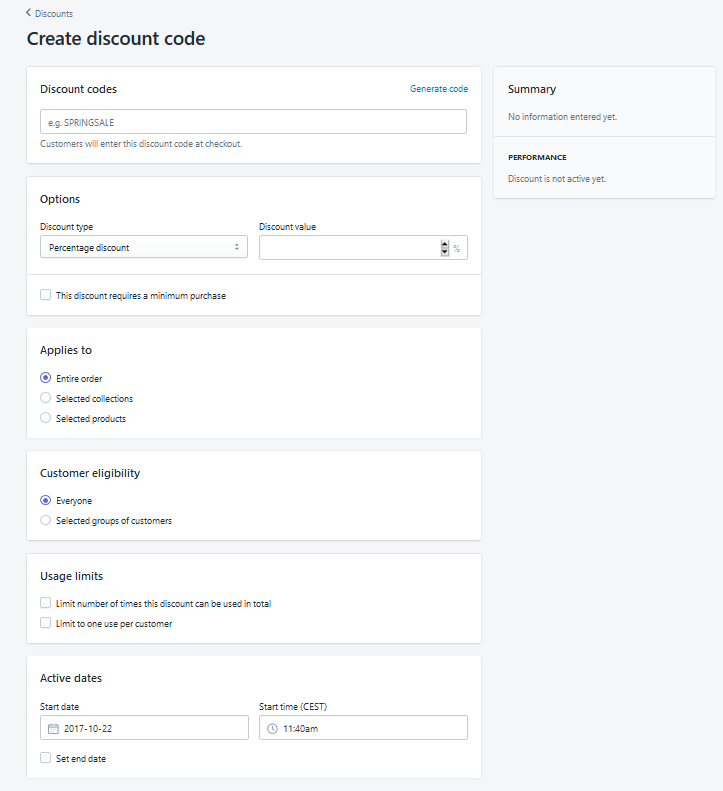 Discounts
Create discount code
Discount codes
Generate code
e.g. SPRINGSALE
Customers will enter this discount code at checkout.
Options
Discount type
Discount value
Percentage discount
%
This discount requires a minimum purchase
Applies to
Entire order
Selected collections
Selected products
Customer eligibility
Everyone
Selected groups of customers
Usage limits
Limit number of times this discount can be used in total
Limit to one use per customer
Active dates
Start date
Start time (CEST)
2017-10-22
11:40am
Set end date
Summary
No information entered yet.
PERFORMANCE
Discount is not active yet.